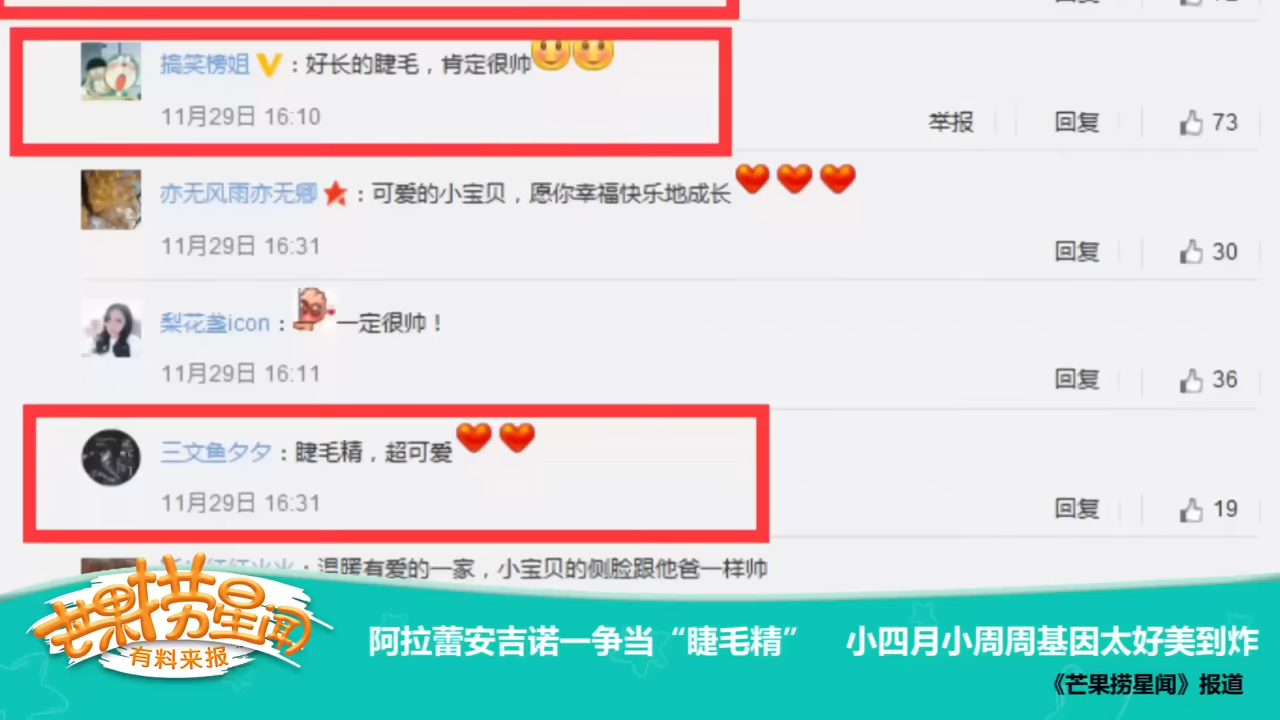 搞笑榜姐:好长的睫毛,肯定很帅
11月29日 16:10
举报 回复 73
亦无风雨亦无卿:可爱的小宝贝,愿你幸福快乐地成长
11月29日 16:31
回复 30
梨花盏icon:一定很帅!
11月29日 16:11
回复 36
三文鱼夕夕:睫毛精,超可爱
11月29日 16:31
回复 19
:温暖有爱的一家,小宝贝的侧脸跟他爸一样帅
芒果捞星闻
有料来报
阿拉蕾安吉诺一争当“睫毛精” 小四月小周周基因太好美到炸
《芒果捞星闻》报道